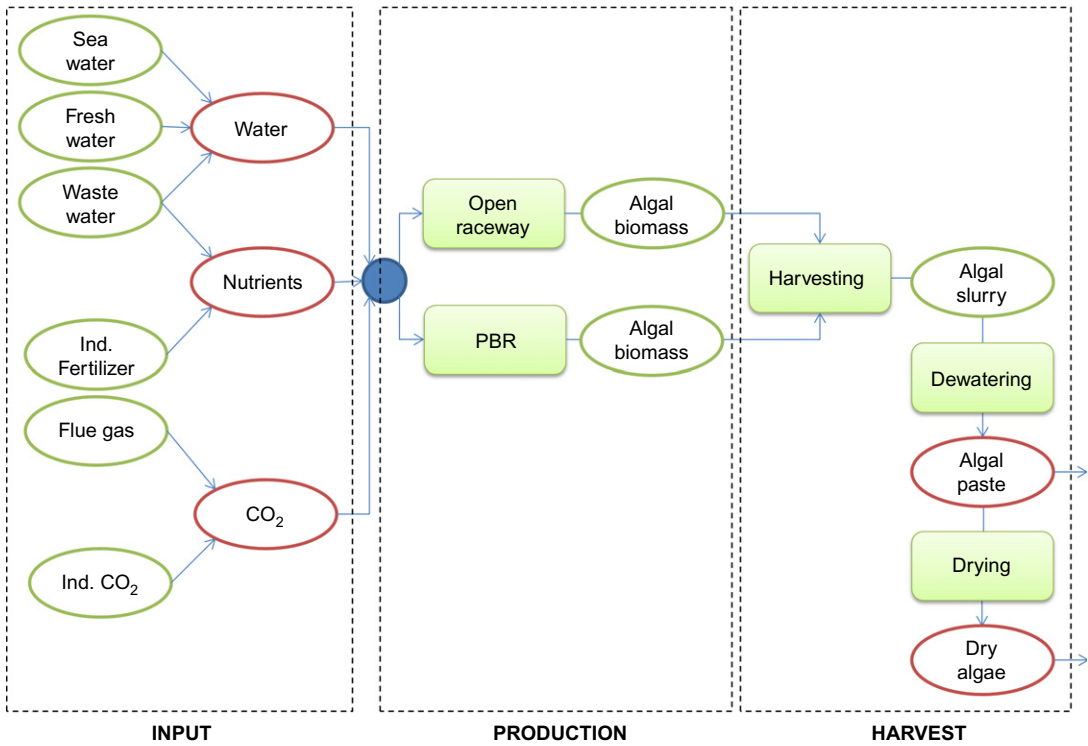 Sea
water
Fresh
water
Waste
water
Ind.
Fertilizer
Flue gas
Ind. CO₂
Water
Nutrients
CO₂
INPUT
Open
raceway
Algal
biomass
PBR
Algal
biomass
PRODUCTION
Harvesting
Algal
slurry
Dewatering
Algal
paste
Drying
Dry
algae
HARVEST